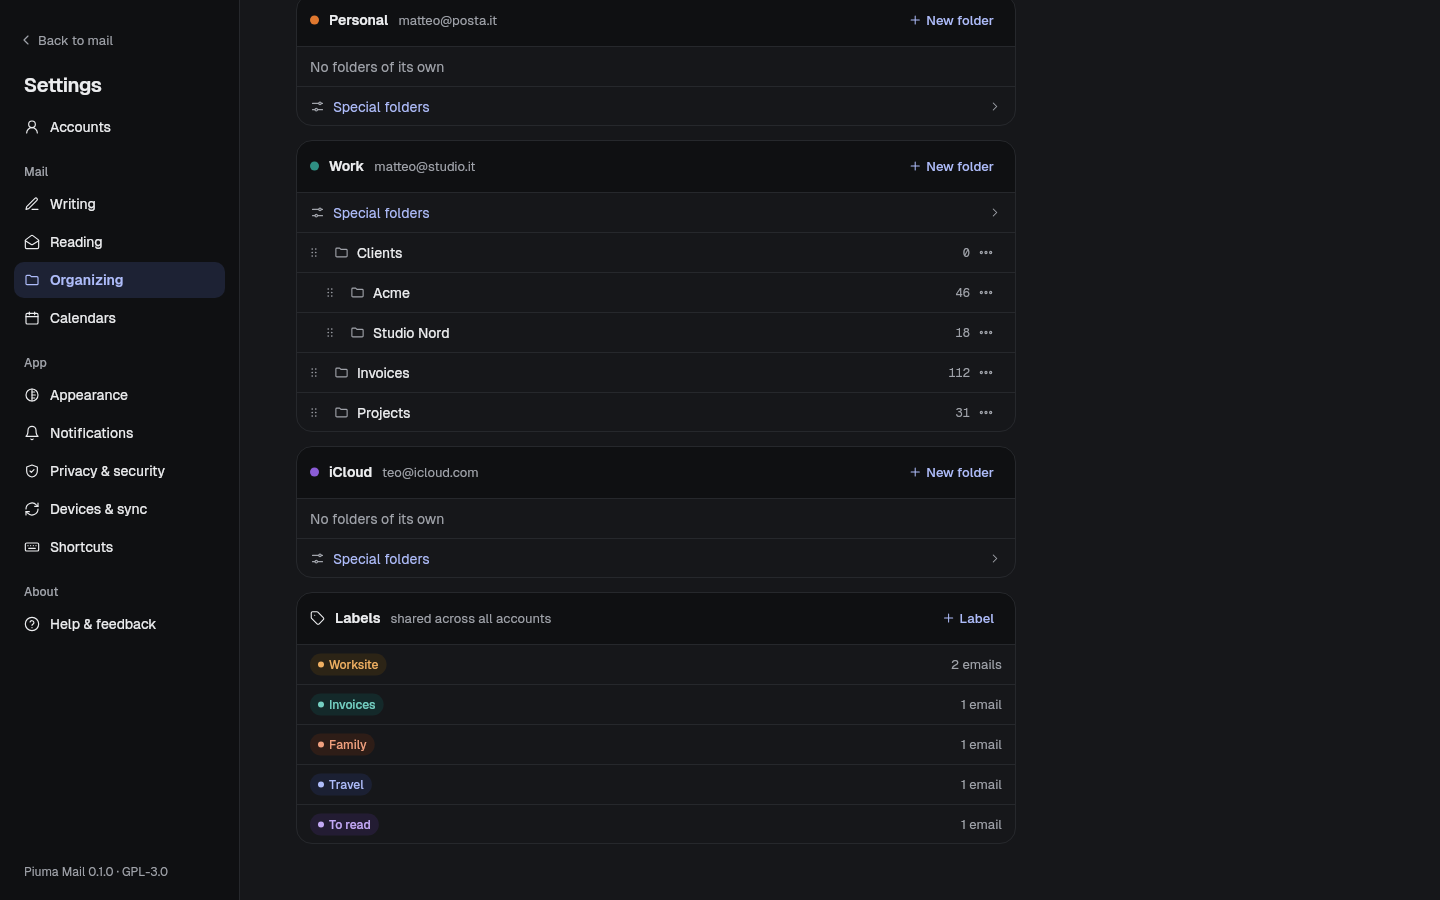 Back to mail
Settings
Accounts
Mail
Writing
Reading
Organizing
Calendars
App
Appearance
Notifications
Privacy & security
Devices & sync
Shortcuts
About
Help & feedback
Piuma Mail 0.1.0 · GPL-3.0
Personal matteo@posta.it + New folder
No folders of its own
Special folders
Work matteo@studio.it + New folder
Special folders
Clients 0
Acme 46
Studio Nord 18
Invoices 112
Projects 31
iCloud teo@icloud.com + New folder
No folders of its own
Special folders
Labels shared across all accounts + Label
Worksite 2 emails
Invoices 1 email
Family 1 email
Travel 1 email
To read 1 email